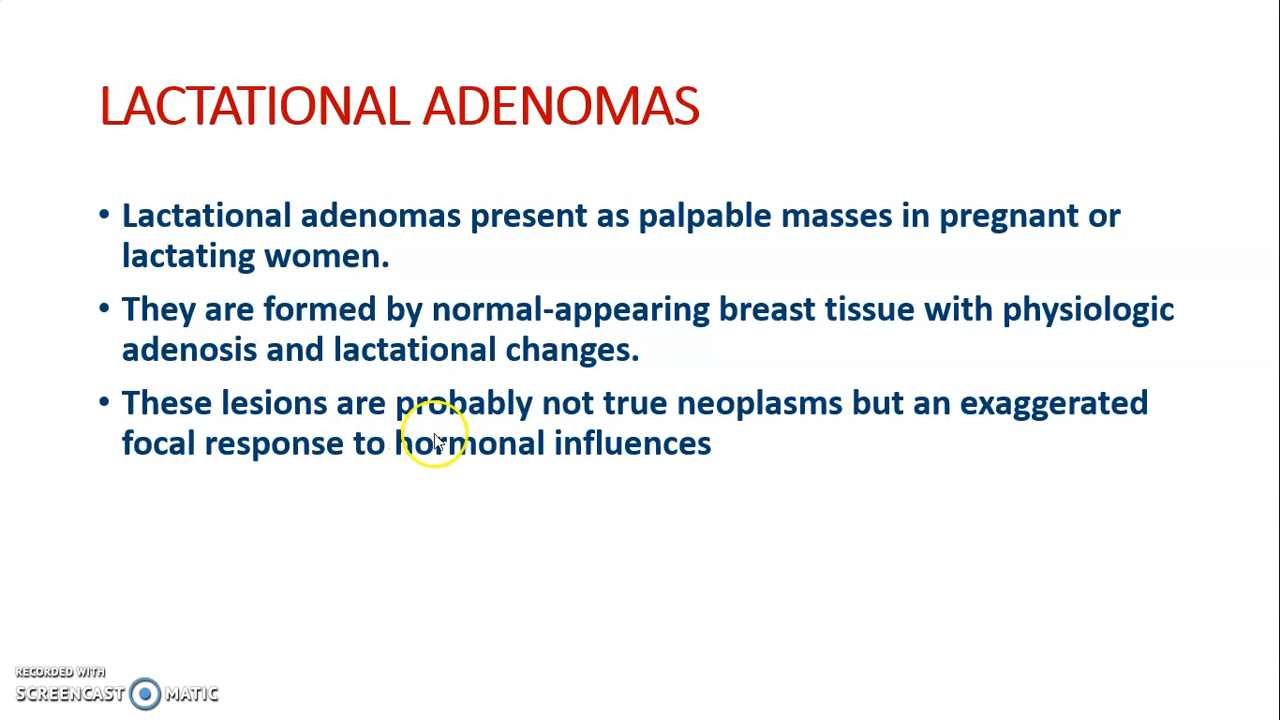 LACTATIONAL ADENOMAS
• Lactational adenomas present as palpable masses in pregnant or
lactating women.
• They are formed by normal-appearing breast tissue with physiologic
adenosis and lactational changes.
• These lesions are probably not true neoplasms but an exaggerated
focal response to hormonal influences
RECORDED WITH
SCREENCAST MATIC